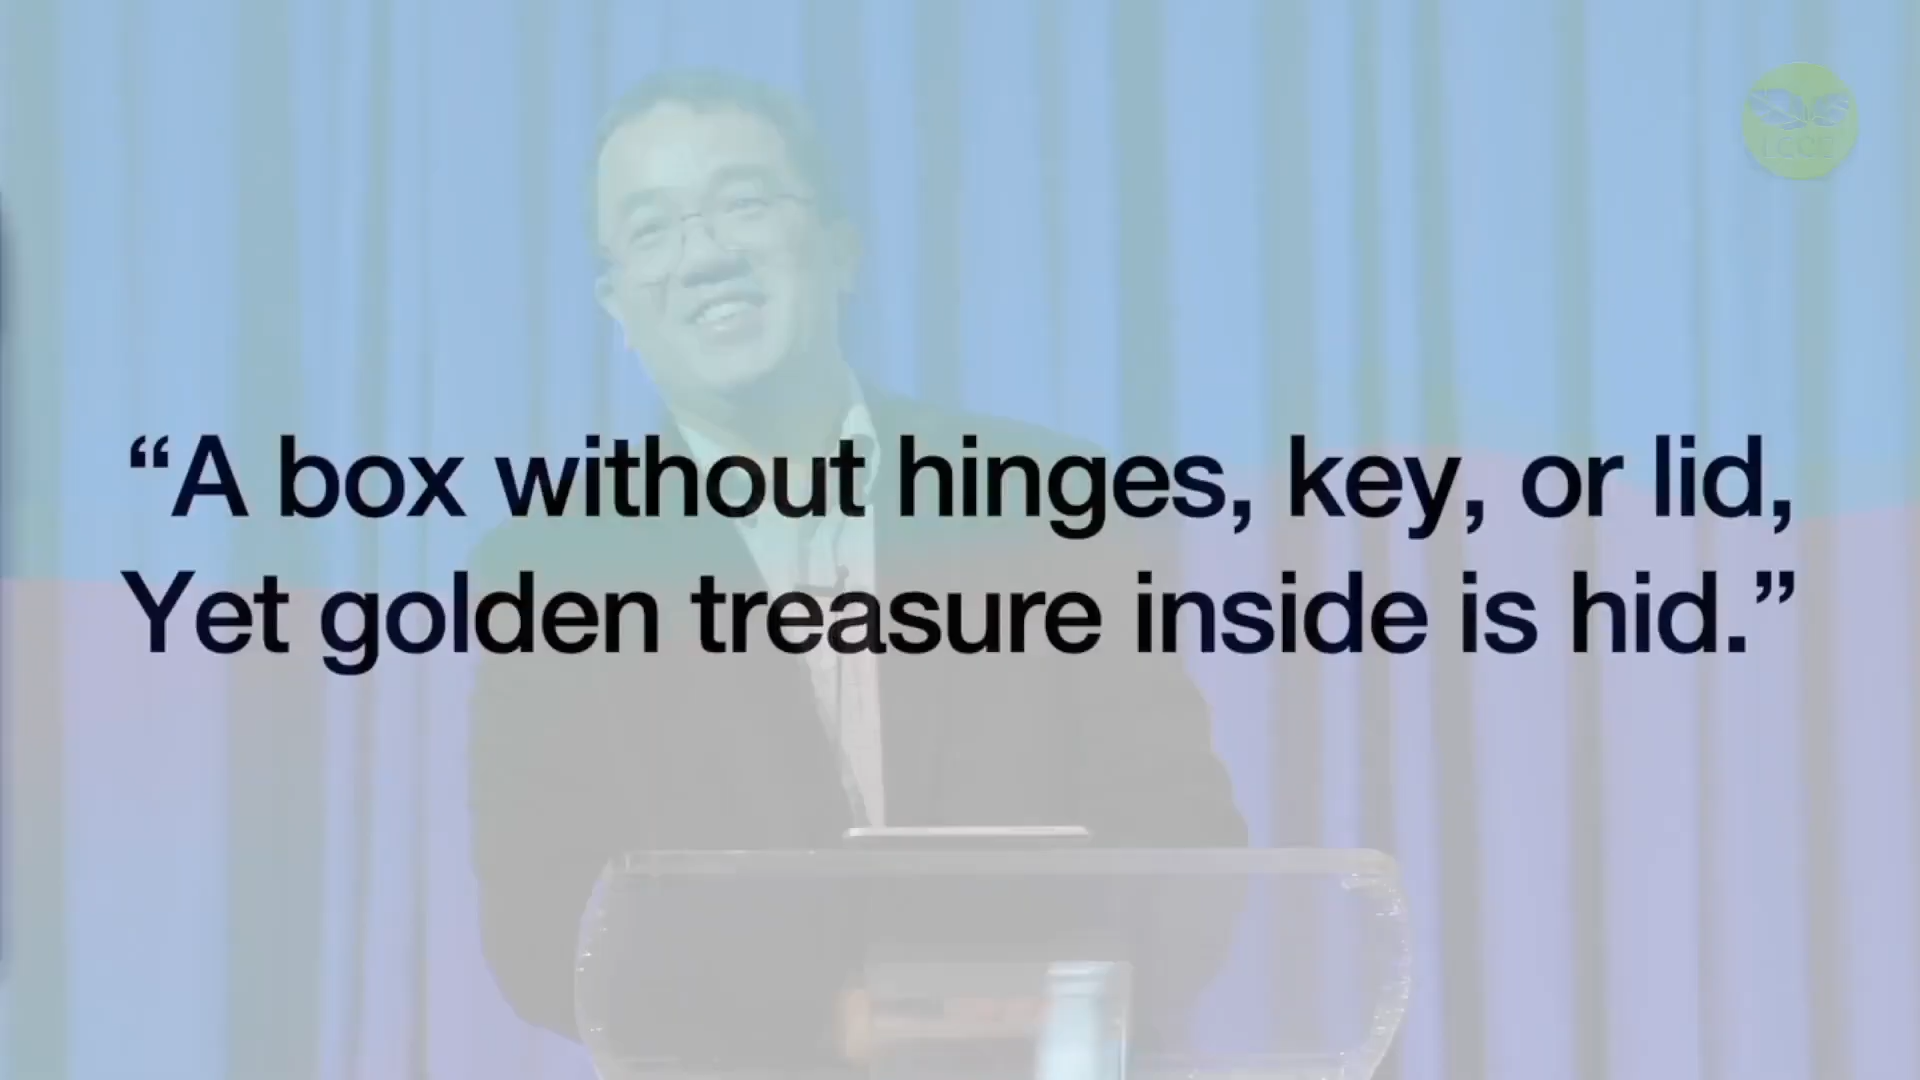 “A box without hinges, key, or lid,
Yet golden treasure inside is hid.”